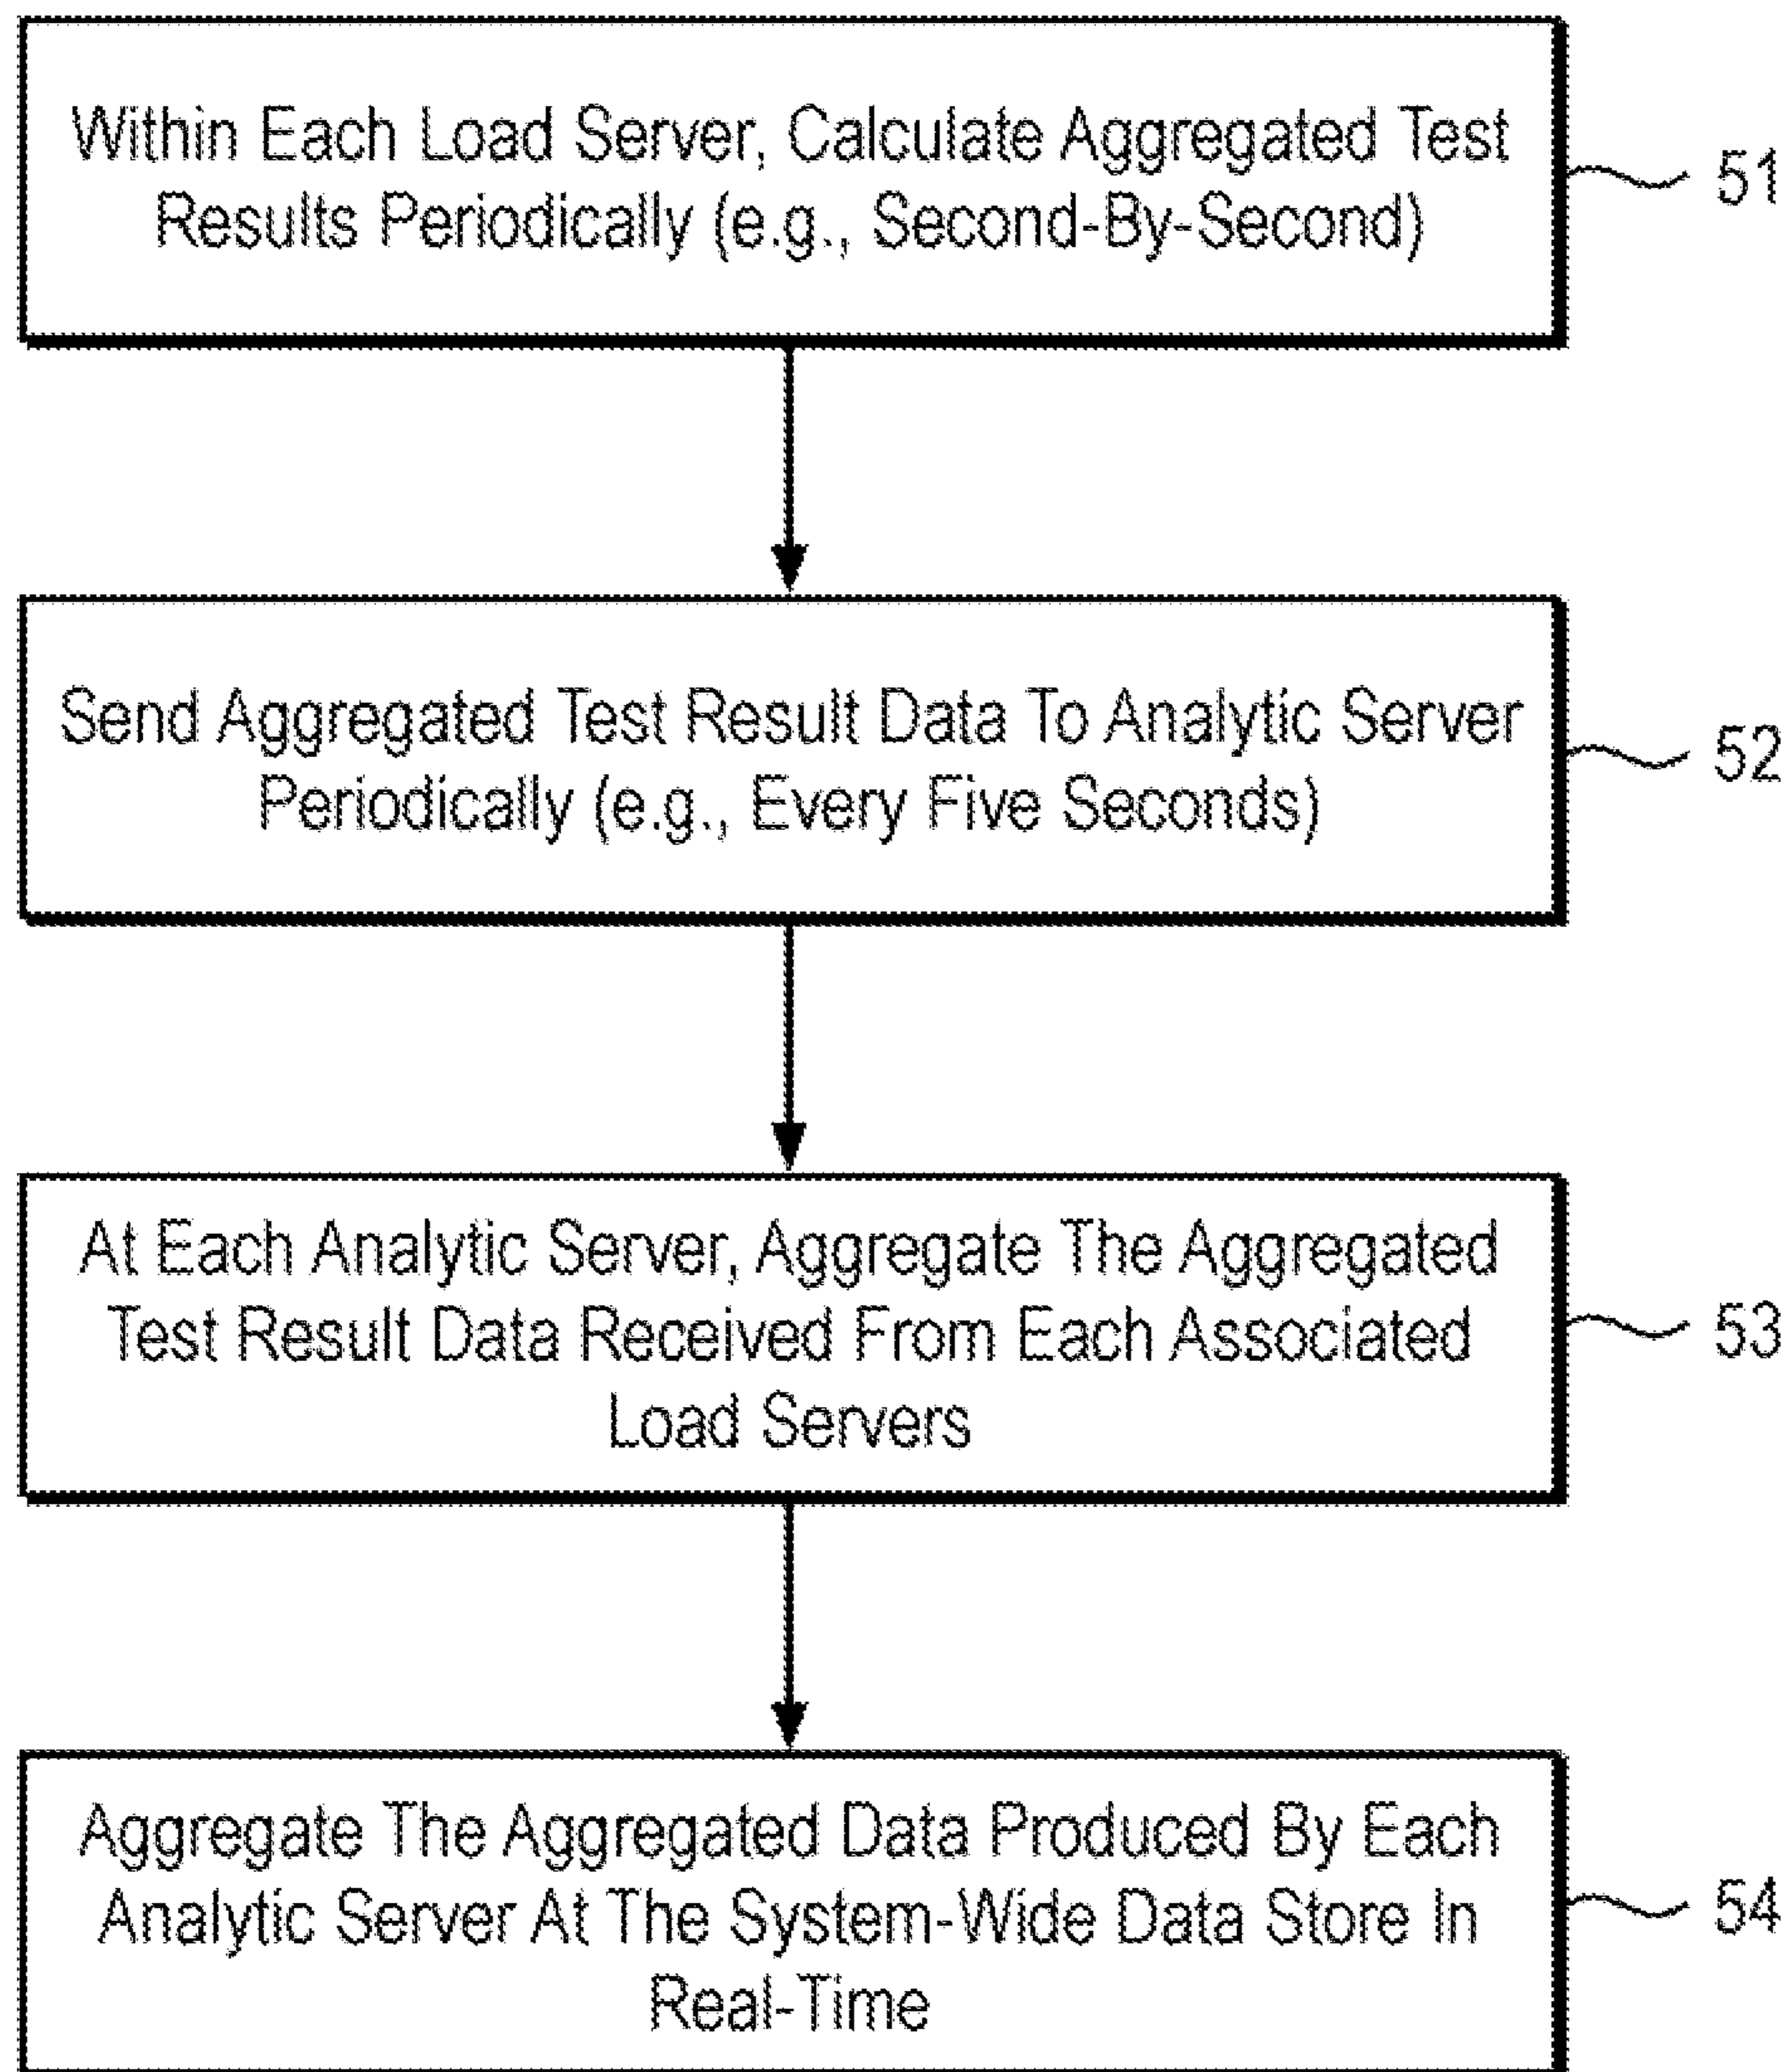 Within Each Load Server, Calculate Aggregated Test
Results Periodically (e.g., Second-By-Second)
51
Send Aggregated Test Result Data To Analytic Server
Periodically (e.g., Every Five Seconds)
52
At Each Analytic Server, Aggregate The Aggregated
Test Result Data Received From Each Associated
Load Servers
53
Aggregate The Aggregated Data Produced By Each
Analytic Server At The System-Wide Data Store In
Real-Time
54